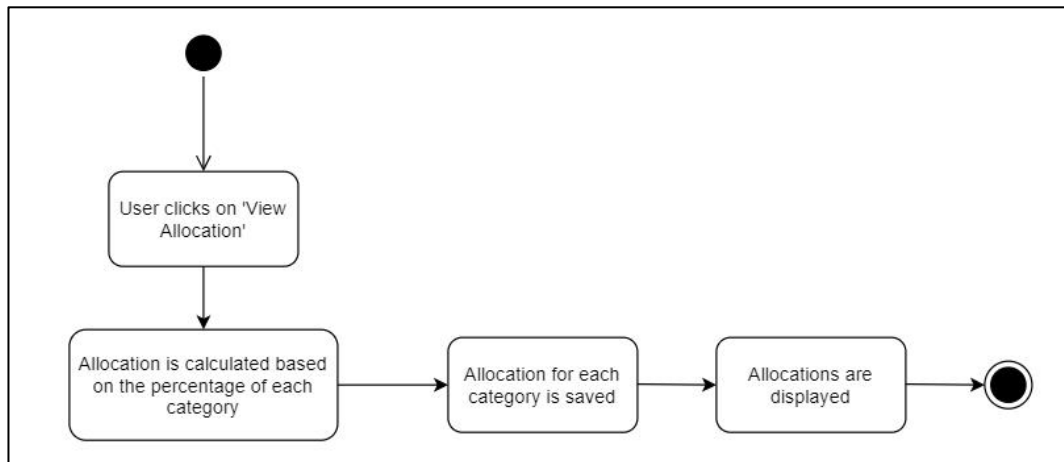 User clicks on 'View
Allocation'
Allocation is calculated based
on the percentage of each
category
Allocation for each
category is saved
Allocations are
displayed